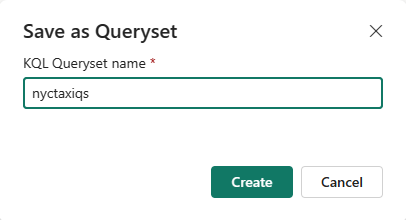 Save as Queryset
KQL Queryset name *
nyctaxiqs
Create Cancel